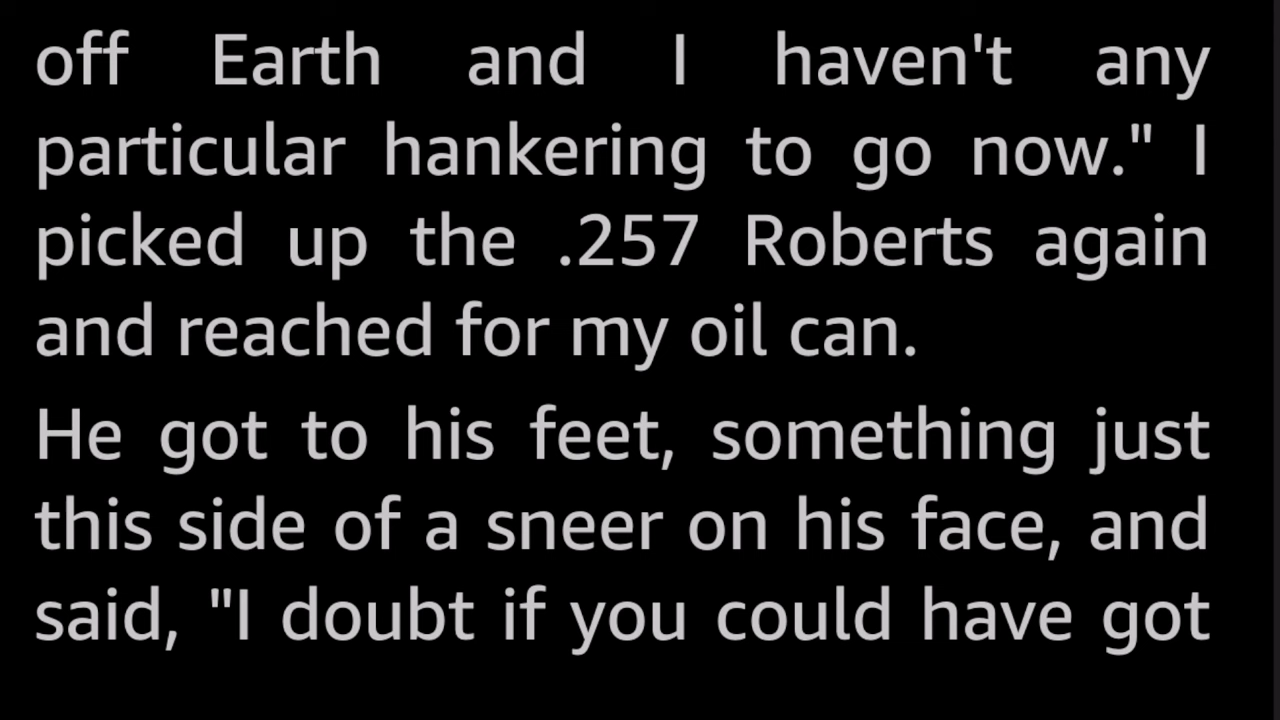 off Earth and I haven't any
particular hankering to go now." I
picked up the .257 Roberts again
and reached for my oil can.
He got to his feet, something just
this side of a sneer on his face, and
said, "I doubt if you could have got